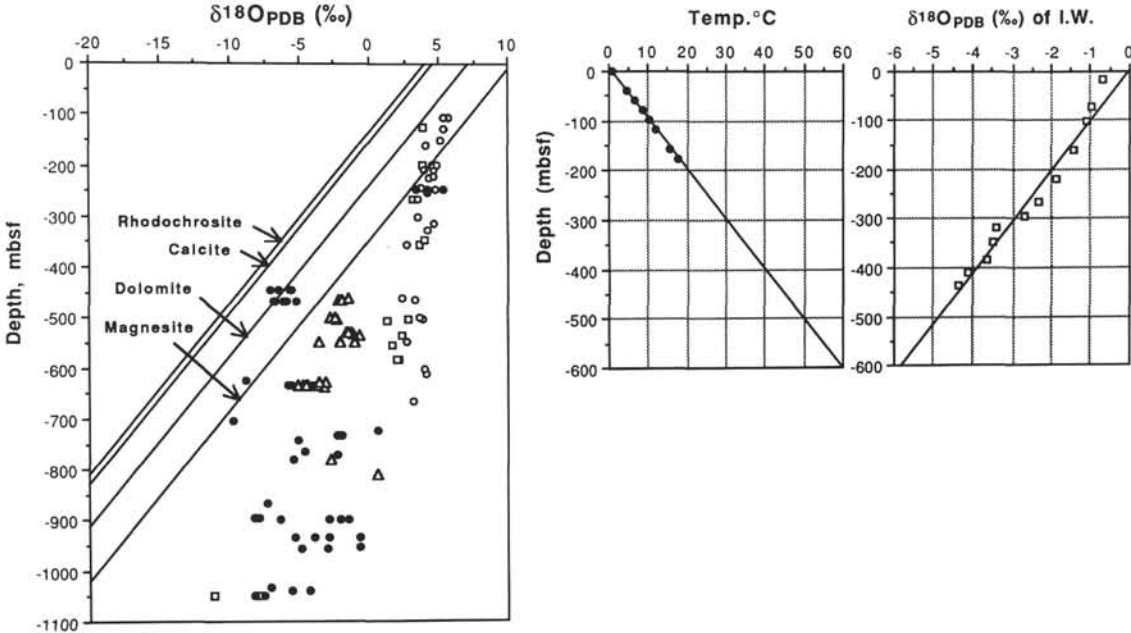 δ18OPDB (‰)
-20 -15 -10 -5 0 5 10
0
-100
-200
-300
-400
-500
-600
-700
-800
-900
-1000
-1100
Depth, mbsf
Rhodochrosite
Calcite
Dolomite
Magnesite
Temp.°C
0 10 20 30 40 50 60
0
-100
-200
-300
-400
-500
-600
Depth (mbsf)
δ18OPDB (‰) of I.W.
-6 -5 -4 -3 -2 -1 0
0
-100
-200
-300
-400
-500
-600